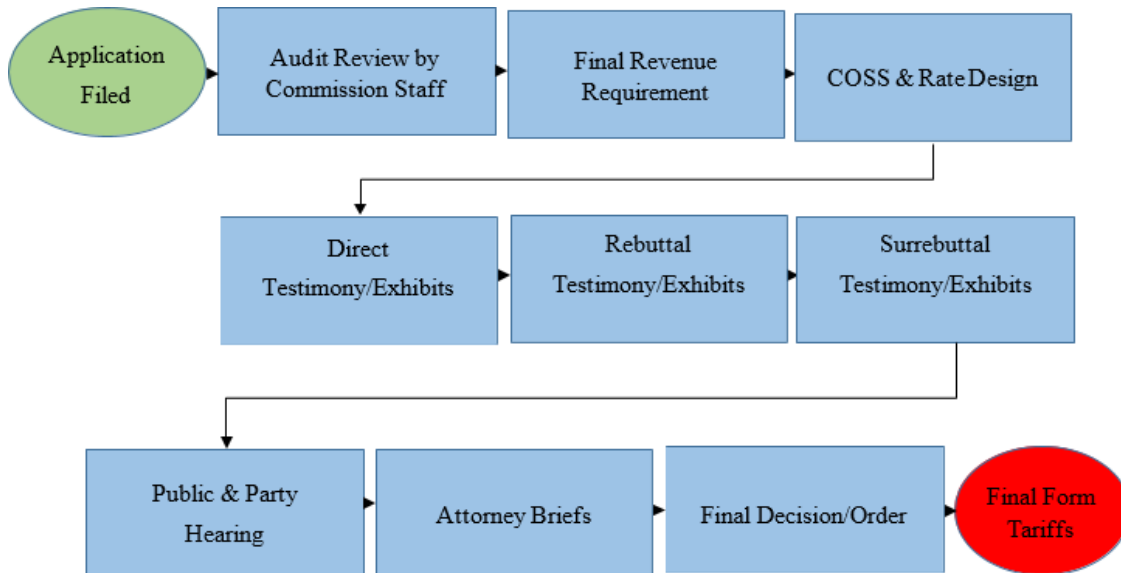 Application
Filed
Audit Review by
Commission Staff
Final Revenue
Requirement
COSS & Rate Design
Direct
Testimony/Exhibits
Rebuttal
Testimony/Exhibits
Surrebuttal
Testimony/Exhibits
Public & Party
Hearing
Attorney Briefs
Final Decision/Order
Final Form
Tariffs